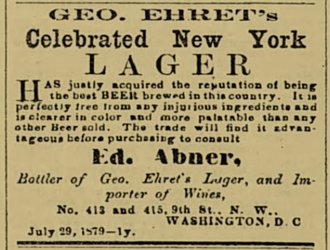 GEO. EHRET's
Celebrated New York
LAGER
HAS justly acquired the reputation of being
the best BEER brewed in this country. It is
perfectly free from any injurious ingredients and
is clearer in color and more palatable than any
other Beer sold. The trade will find it advan-
tageous before purchasing to consult
Ed. Abner,
Bottler of Geo. Ehret's Lager, and Im-
porter of Wines,
No. 413 and 415, 9th St., N. W.,
WASHINGTON, D.C
July 29, 1879-1y.